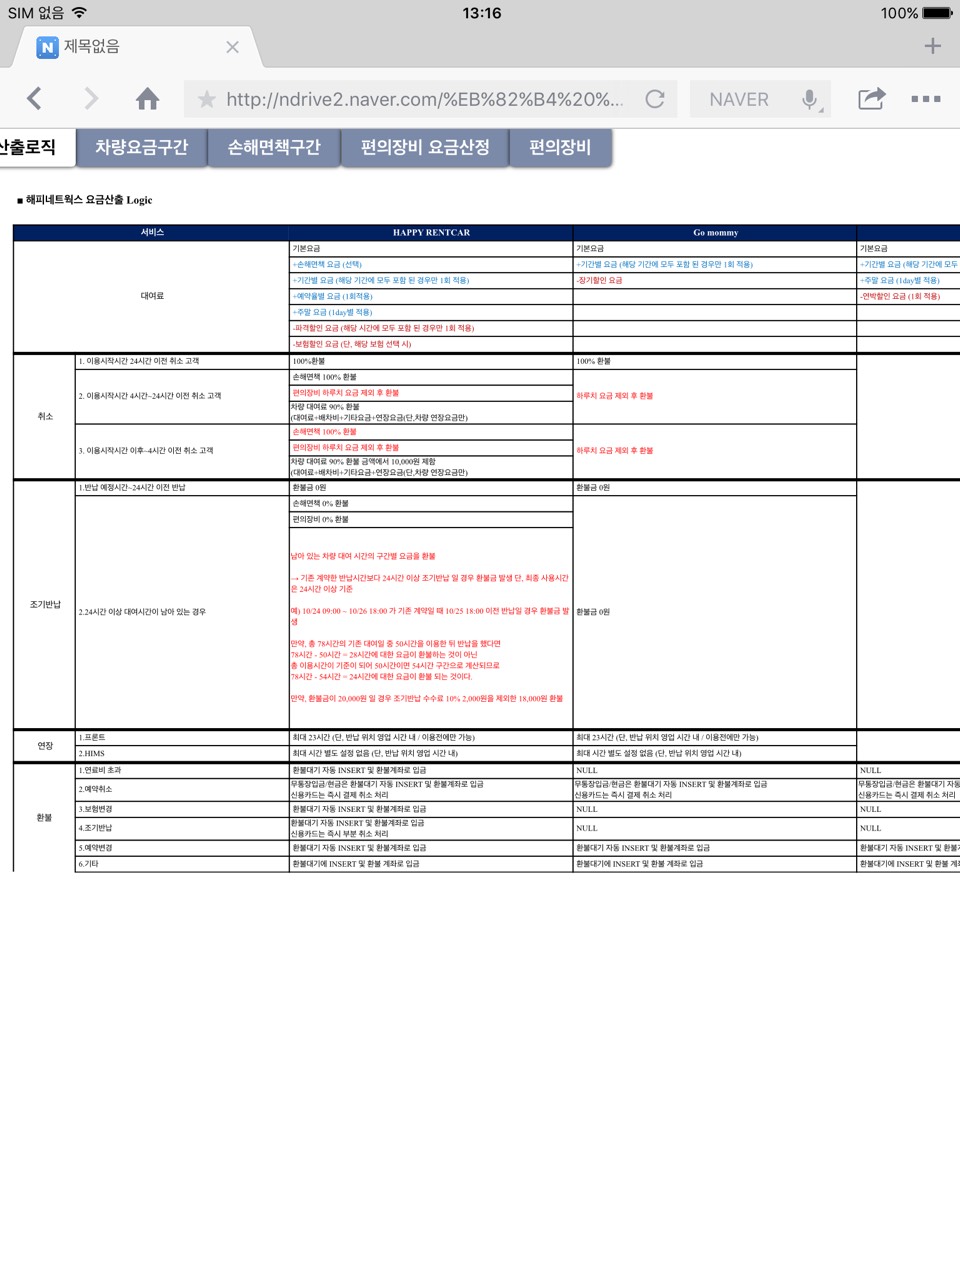 SIM 없음 13:16 100%
제목없음
http://ndrive2.naver.com/%EB%82%B4%20%... NAVER
산출로직 차량요금구간 손해면책구간 편의장비 요금산정 편의장비
■ 해피네트웍스 요금산출 Logic
서비스 HAPPY RENTCAR Go mommy
대여료
기본요금 기본요금 기본요금
+손해면책 요금 (선택) +기간별 요금 (해당 기간에 모두 포함 된 경우만 1회 적용) +기간별 요금 (해당 기간에 모두
+기간별 요금 (해당 기간에 모두 포함 된 경우만 1회 적용) -장기할인 요금 +주말 요금 (1day별 적용)
+예약율별 요금 (1회적용) -연박할인 요금 (1회 적용)
+주말 요금 (1day별 적용)
-파격할인 요금 (해당 시간에 모두 포함 된 경우만 1회 적용)
-보험할인 요금 (단, 해당 보험 선택 시)
취소
1. 이용시작시간 24시간 이전 취소 고객 100%환불 100% 환불
2. 이용시작시간 4시간~24시간 이전 취소 고객
손해면책 100% 환불
편의장비 하루치 요금 제외 후 환불
차량 대여료 90% 환불
(대여료+배차비+기타요금+연장요금(단,차량 연장요금만)
하루치 요금 제외 후 환불
3. 이용시작시간 이후~4시간 이전 취소 고객
손해면책 100% 환불
편의장비 하루치 요금 제외 후 환불
차량 대여료 90% 환불 금액에서 10,000원 제함
(대여료+배차비+기타요금+연장요금(단,차량 연장요금만)
하루치 요금 제외 후 환불
조기반납
1.반납 예정시간~24시간 이전 반납 환불금 0원 환불금 0원
2.24시간 이상 대여시간이 남아 있는 경우
손해면책 0% 환불
편의장비 0% 환불
남아 있는 차량 대여 시간의 구간별 요금을 환불
→ 기존 계약한 반납시간보다 24시간 이상 조기반납 일 경우 환불금 발생 단, 최종 사용시간
은 24시간 이상 기준
예) 10/24 09:00 ~ 10/26 18:00 가 기존 계약일 때 10/25 18:00 이전 반납일 경우 환불금 발
생
만약, 총 78시간의 기존 대여일 중 50시간을 이용한 뒤 반납을 했다면
78시간 - 50시간 = 28시간에 대한 요금이 환불하는 것이 아닌
총 이용시간이 기준이 되어 50시간이면 54시간 구간으로 계산되므로
78시간 - 54시간 = 24시간에 대한 요금이 환불 되는 것이다.
만약, 환불금이 20,000원 일 경우 조기반납 수수료 10% 2,000원을 제외한 18,000원 환불
환불금 0원
연장
1.프론트 최대 23시간 (단, 반납 위치 영업 시간 내 / 이용전에만 가능) 최대 23시간 (단, 반납 위치 영업 시간 내 / 이용전에만 가능)
2.HIMS 최대 시간 별도 설정 없음 (단, 반납 위치 영업 시간 내) 최대 시간 별도 설정 없음 (단, 반납 위치 영업 시간 내)
환불
1.연료비 초과 환불대기 자동 INSERT 및 환불계좌로 입금 NULL NULL
2.예약취소
무통장입금/현금은 환불대기 자동 INSERT 및 환불계좌로 입금 무통장입금/현금은 환불대기 자동 INSERT 및 환불계좌로 입금 무통장입금/현금은 환불대기 자동
신용카드는 즉시 결제 취소 처리 신용카드는 즉시 결제 취소 처리 신용카드는 즉시 결제 취소 처리
3.보험변경 환불대기 자동 INSERT 및 환불계좌로 입금 NULL NULL
4.조기반납
환불대기 자동 INSERT 및 환불계좌로 입금
신용카드는 즉시 부분 취소 처리
NULL NULL
5.예약변경 환불대기 자동 INSERT 및 환불계좌로 입금 환불대기 자동 INSERT 및 환불계좌로 입금 환불대기 자동 INSERT 및 환불계
6.기타 환불대기에 INSERT 및 환불 계좌로 입금 환불대기에 INSERT 및 환불 계좌로 입금 환불대기에 INSERT 및 환불 계좌